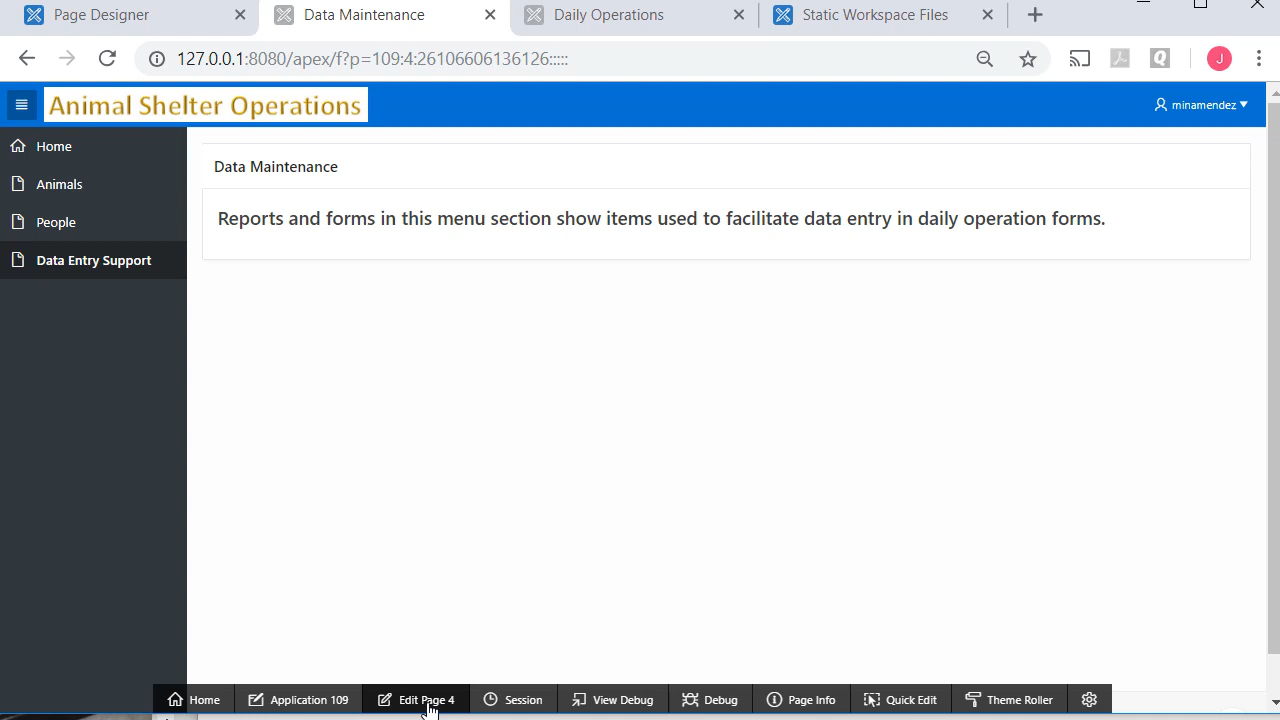 Page Designer
Data Maintenance
Daily Operations
Static Workspace Files
127.0.0.1:8080/apex/f?p=109:4:26106606136126:::::
J
Animal Shelter Operations
minamendez
Home
Animals
People
Data Entry Support
Data Maintenance
Reports and forms in this menu section show items used to facilitate data entry in daily operation forms.
Home
Application 109
Edit Page 4
Session
View Debug
Debug
Page Info
Quick Edit
Theme Roller